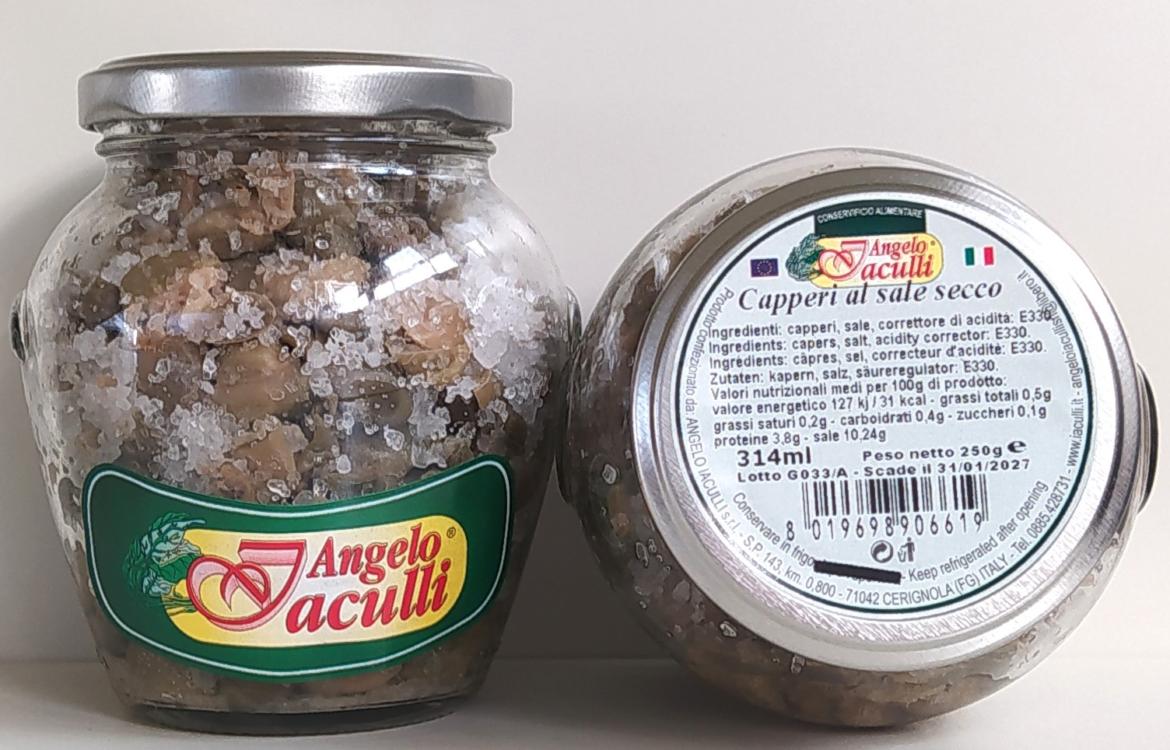 Angelo®
Iaculli
CONSERVIFICIO ALIMENTARE
Angelo®
Iaculli
Capperi al sale secco
Ingredienti: capperi, sale, correttore di acidità: E330.
Ingredients: capers, salt, acidity corrector: E330.
Ingrédients: câpres, sel, correcteur d'acidité: E330.
Zutaten: kapern, salz, säureregulator: E330.
Valori nutrizionali medi per 100g di prodotto:
valore energetico 127 kj / 31 kcal - grassi totali 0,5g
grassi saturi 0,2g - carboidrati 0,4g - zuccheri 0,1g
proteine 3,8g - sale 10,24g
314ml Peso netto 250g e
Lotto G033/A - Scade il 31/01/2027
8 019698 906619
Conservare in frigo - Keep refrigerated after opening
Prodotto confezionato da: ANGELO IACULLI s.r.l. - S.P. 143, km. 0,800 - 71042 CERIGNOLA (FG) ITALY - Tel. 0885.428731 - www.iaculli.it - angeloiaculli@libero.it